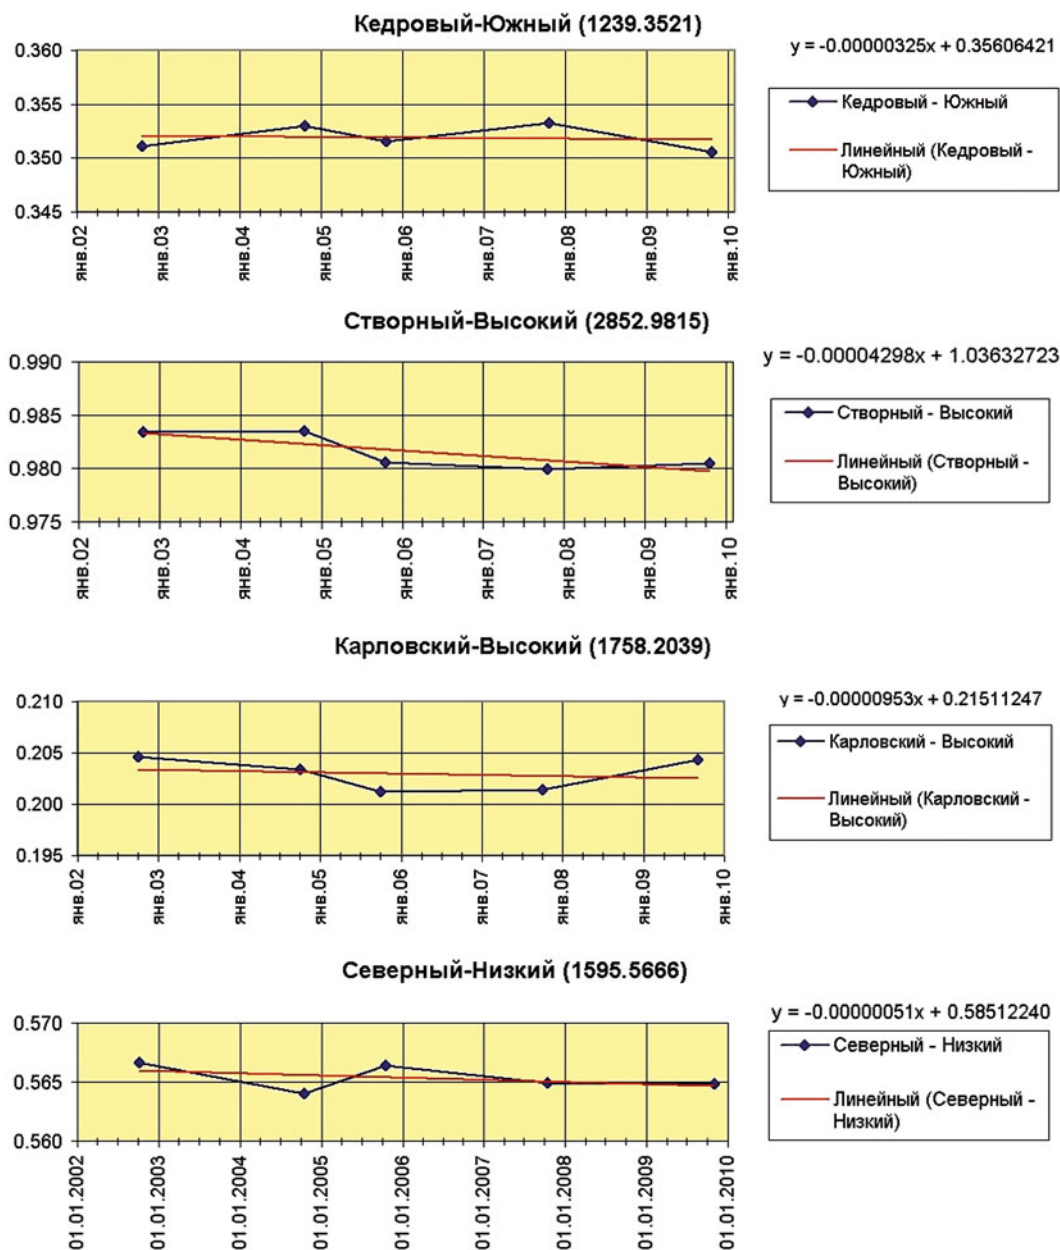 Кедровый-Южный (1239.3521)
y = -0.00000325x + 0.35606421
0.360
0.355
0.350
0.345
Кедровый - Южный
Линейный (Кедровый -
Южный)
янв.02
янв.03
янв.04
янв.05
янв.06
янв.07
янв.08
янв.09
янв.10
Створный-Высокий (2852.9815)
y = -0.00004298x + 1.03632723
0.990
0.985
0.980
0.975
Створный - Высокий
Линейный (Створный -
Высокий)
янв.02
янв.03
янв.04
янв.05
янв.06
янв.07
янв.08
янв.09
янв.10
Карловский-Высокий (1758.2039)
y = -0.00000953x + 0.21511247
0.210
0.205
0.200
0.195
Карловский - Высокий
Линейный (Карловский -
Высокий)
янв.02
янв.03
янв.04
янв.05
янв.06
янв.07
янв.08
янв.09
янв.10
Северный-Низкий (1595.5666)
y = -0.00000051x + 0.58512240
0.570
0.565
0.560
Северный - Низкий
Линейный (Северный -
Низкий)
01.01.2002
01.01.2003
01.01.2004
01.01.2005
01.01.2006
01.01.2007
01.01.2008
01.01.2009
01.01.2010